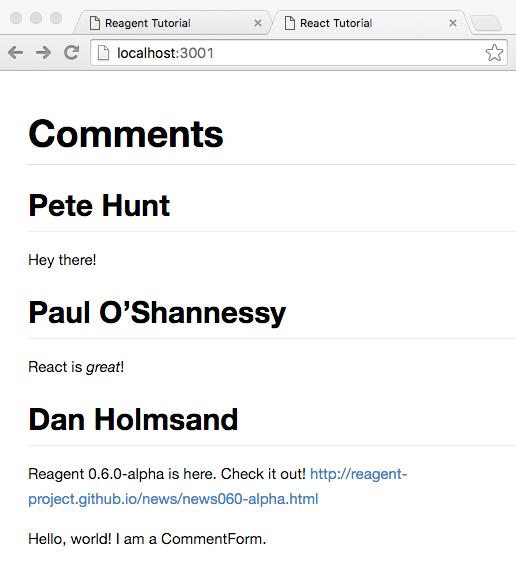 Reagent Tutorial
React Tutorial
localhost:3001
Comments
Pete Hunt
Hey there!
Paul O’Shannessy
React is great!
Dan Holmsand
Reagent 0.6.0-alpha is here. Check it out! http://reagent-
project.github.io/news/news060-alpha.html
Hello, world! I am a CommentForm.